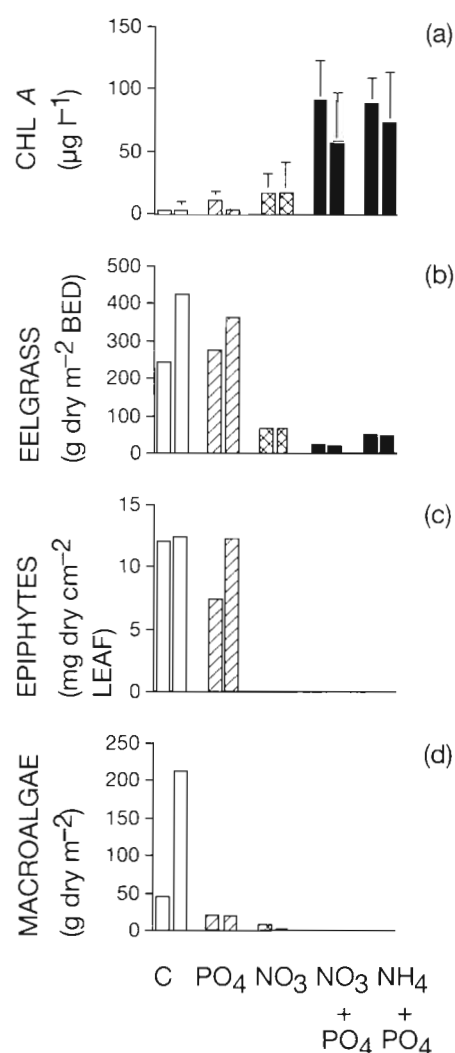 (a)
CHL A
(µg l–1)
150
100
50
0
(b)
EELGRASS
(g dry m–2 BED)
500
400
300
200
100
0
(c)
EPIPHYTES
(mg dry cm–2
LEAF)
15
10
5
0
(d)
MACROALGAE
(g dry m–2)
250
200
150
100
50
0
C PO4 NO3 NO3 NH4
+ +
PO4 PO4